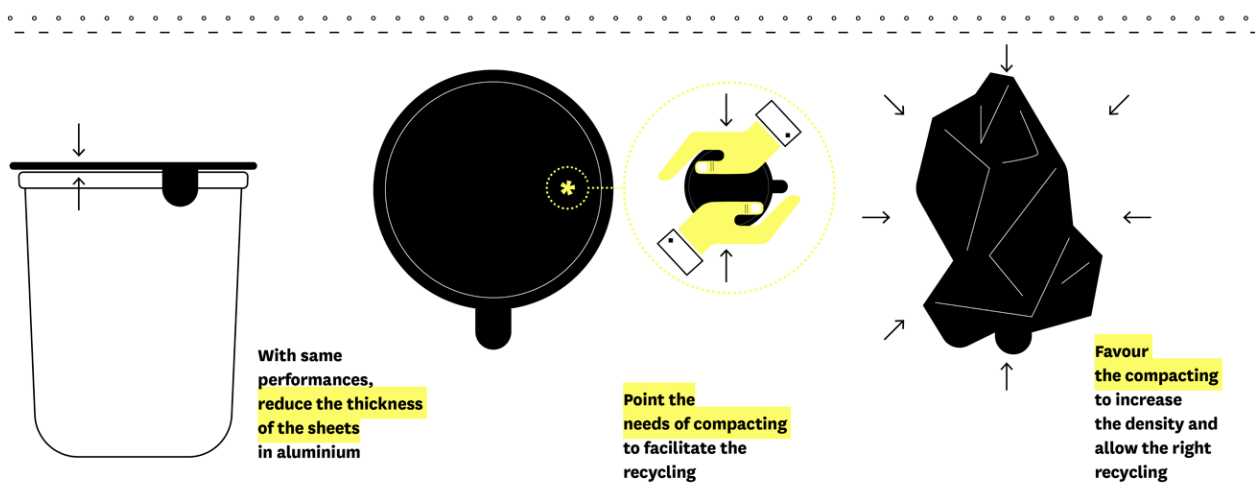 With same
performances,
reduce the thickness
of the sheets
in aluminium
Point the
needs of compacting
to facilitate the
recycling
Favour
the compacting
to increase
the density and
allow the right
recycling